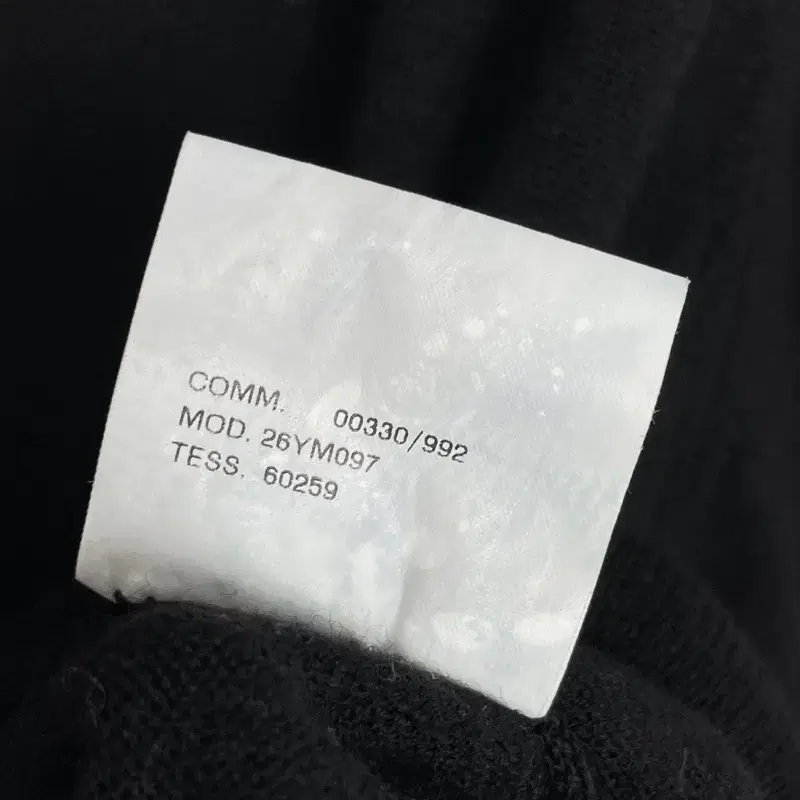 COMM. 00330/992
MOD. 26YM097
TESS. 60259